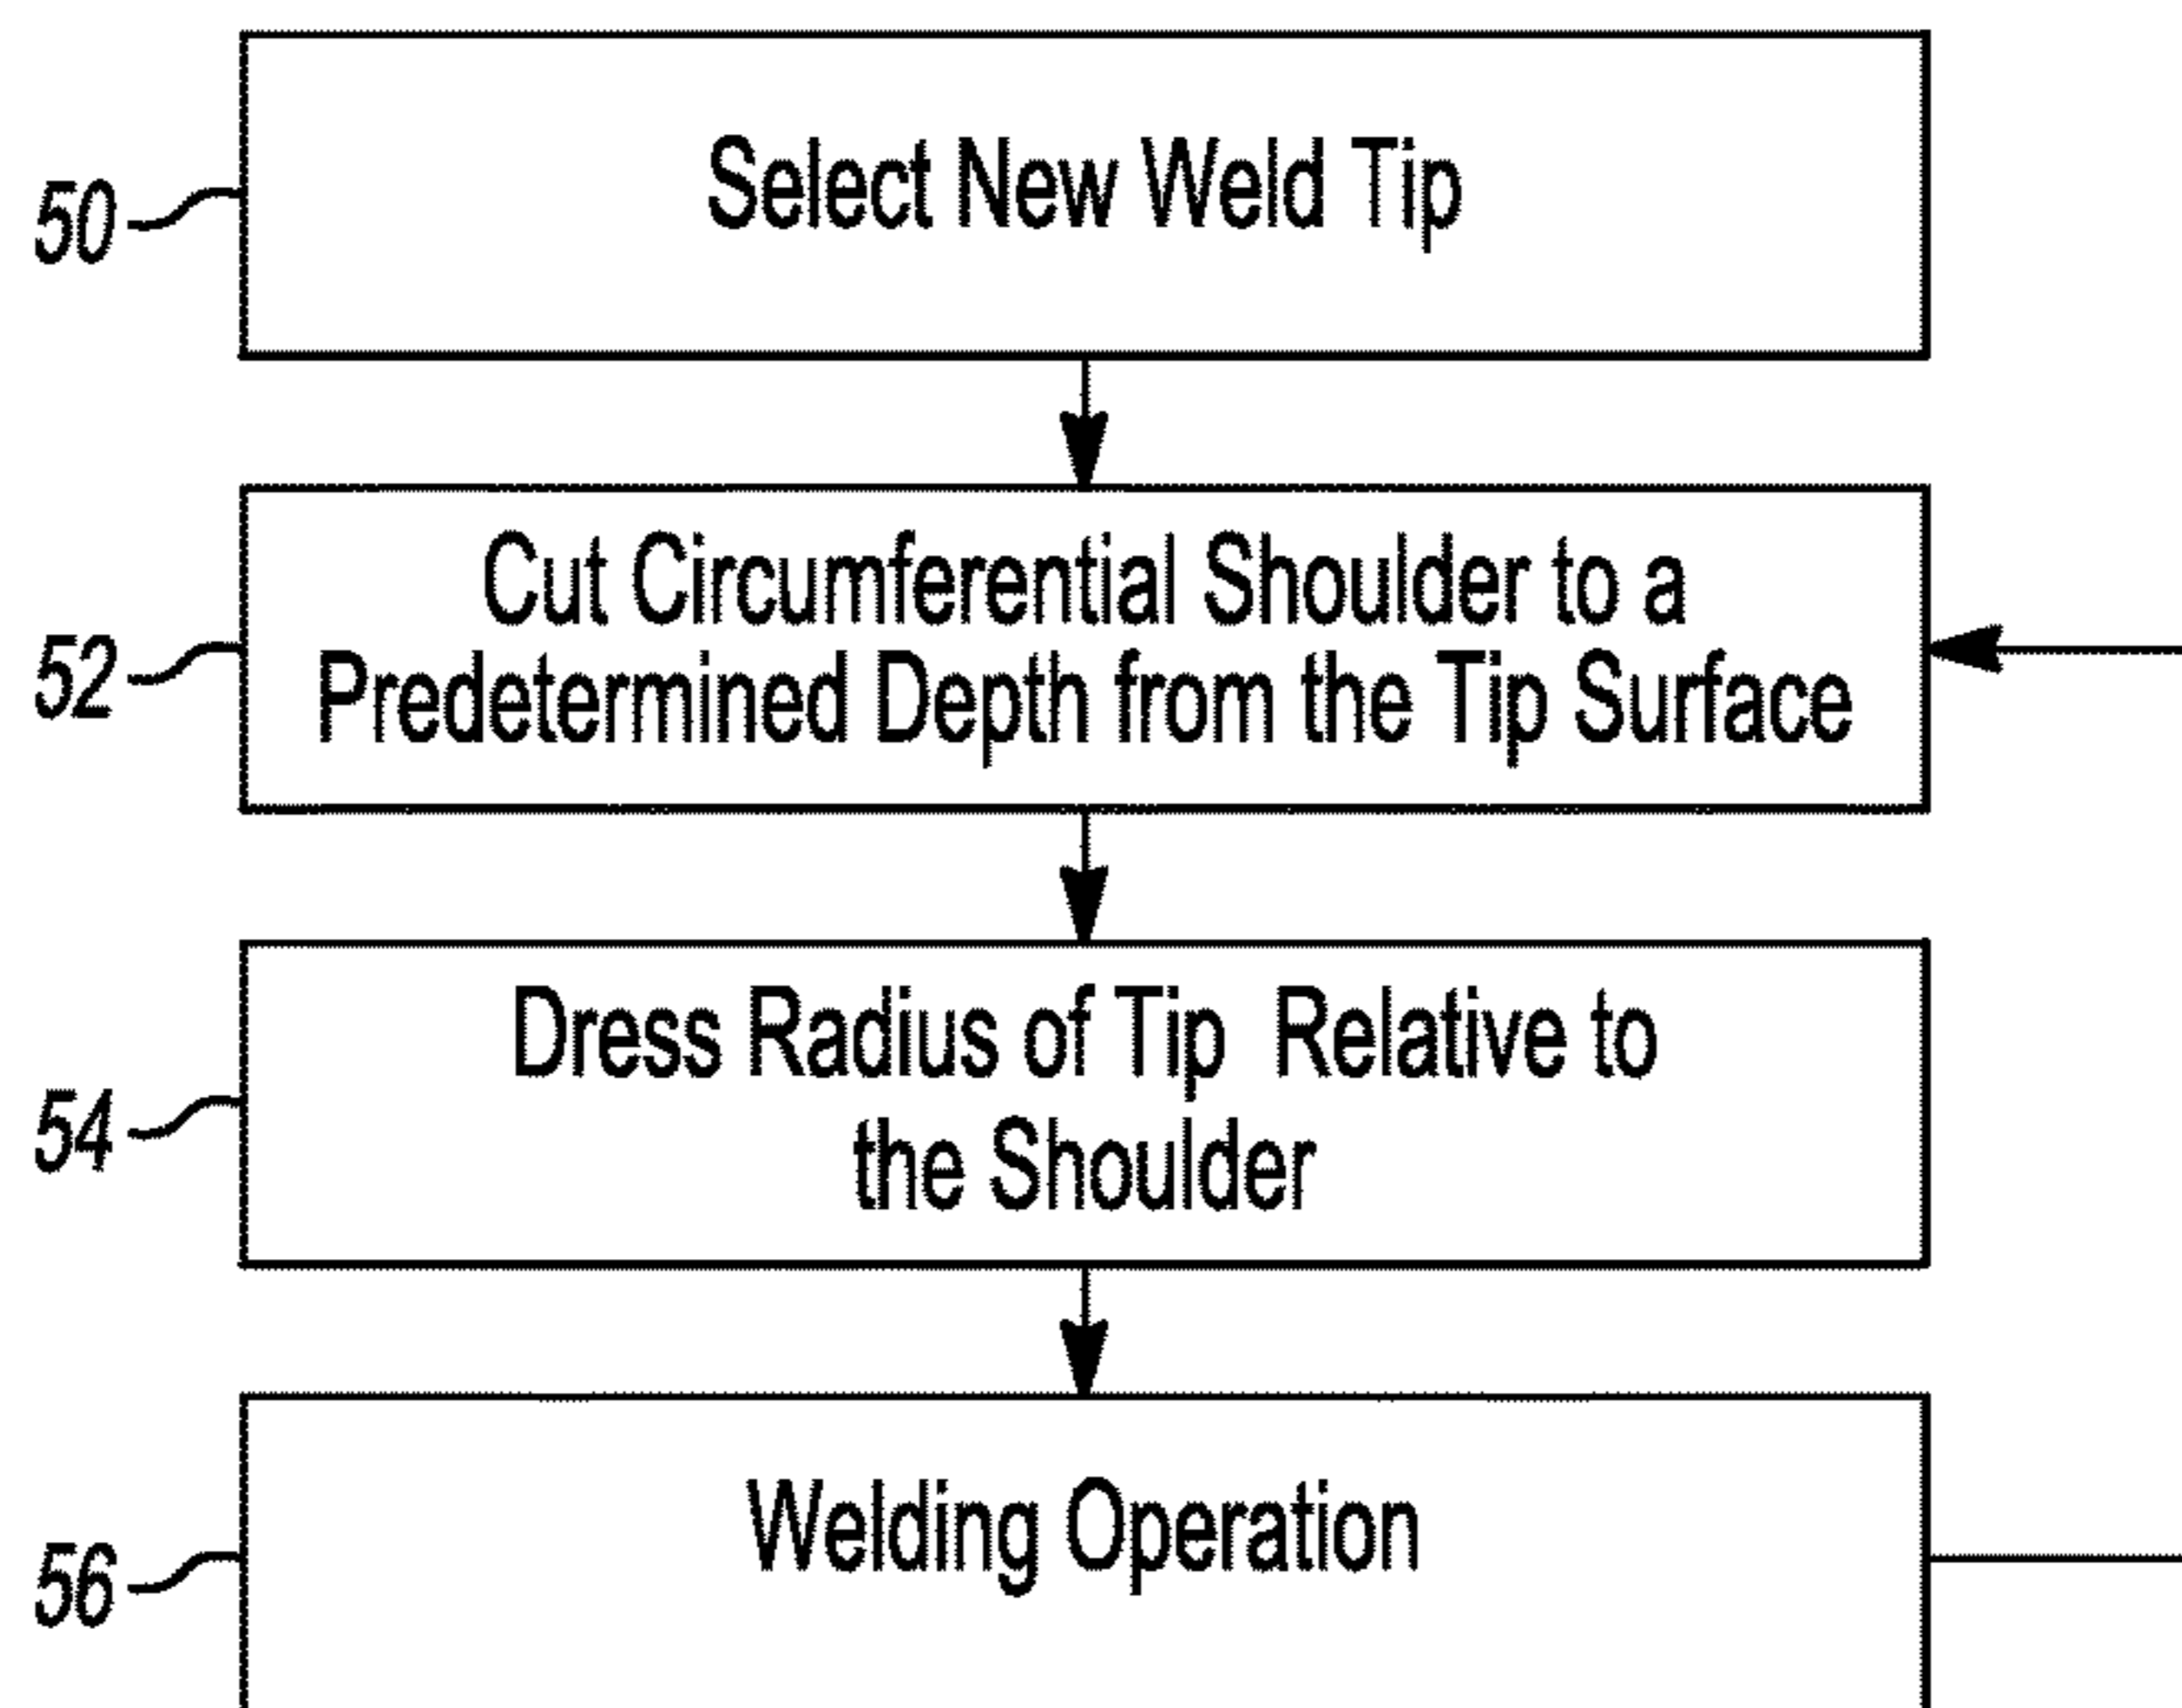 50
Select New Weld Tip
52
Cut Circumferential Shoulder to a
Predetermined Depth from the Tip Surface
54
Dress Radius of Tip Relative to
the Shoulder
56
Welding Operation